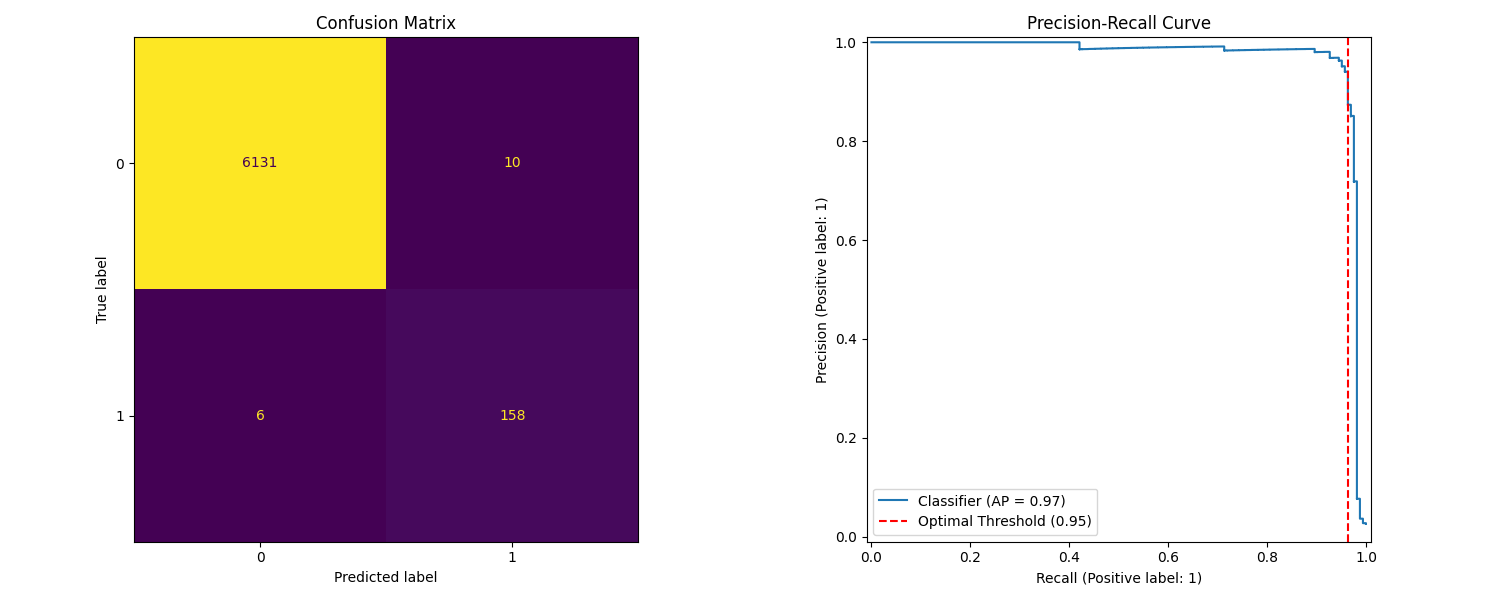 Confusion Matrix
0
1
6131
10
6
158
0
1
True label
Predicted label
Precision-Recall Curve
1.0
0.8
0.6
0.4
0.2
0.0
Precision (Positive label: 1)
Classifier (AP = 0.97)
Optimal Threshold (0.95)
0.0
0.2
0.4
0.6
0.8
1.0
Recall (Positive label: 1)